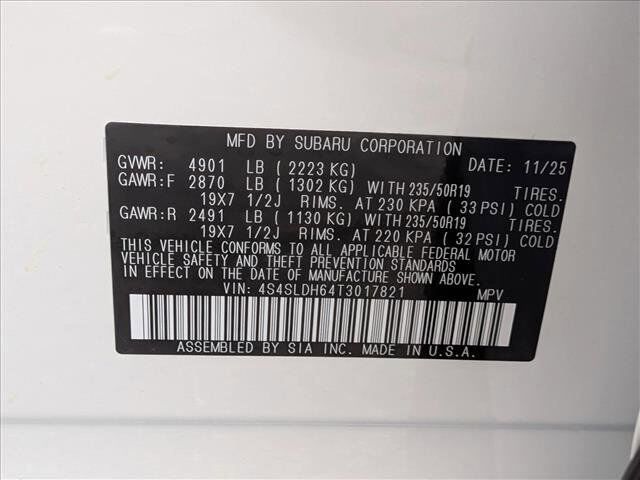 MFD BY SUBARU CORPORATION
GVWR: 4901 LB (2223 KG) DATE: 11/25
GAWR:F 2870 LB (1302 KG) WITH 235/50R19 TIRES.
19X7 1/2J RIMS. AT 230 KPA (33 PSI) COLD
GAWR:R 2491 LB (1130 KG) WITH 235/50R19 TIRES.
19X7 1/2J RIMS. AT 220 KPA (32 PSI) COLD
THIS VEHICLE CONFORMS TO ALL APPLICABLE FEDERAL MOTOR
VEHICLE SAFETY, BUMPER, AND THEFT PREVENTION STANDARDS
IN EFFECT ON THE DATE OF MANUFACTURE SHOWN ABOVE.
VIN: 4S4SLDH64T3017821 MPV
ASSEMBLED BY SIA INC. MADE IN U.S.A.